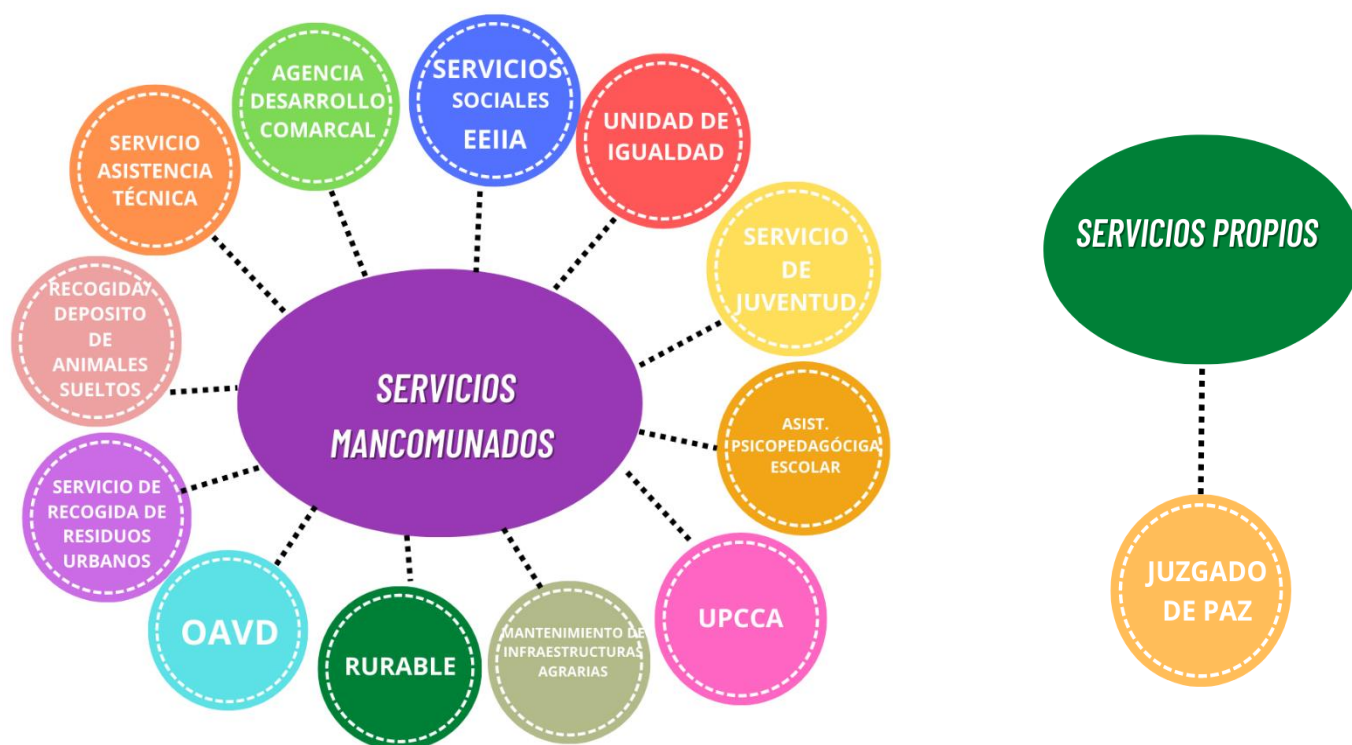 SERVICIOS
MANCOMUNADOS
AGENCIA
DESARROLLO
COMARCAL
SERVICIOS
SOCIALES
EEIIA
UNIDAD DE
IGUALDAD
SERVICIO
DE
JUVENTUD
ASIST.
PSICOPEDAGÓCIGA
ESCOLAR
UPCCA
MANTENIMIENTO DE
INFRAESTRUCTURAS
AGRARIAS
RURABLE
OAVD
SERVICIO DE
RECOGIDA DE
RESIDUOS
URBANOS
RECOGIDA/
DEPOSITO
DE
ANIMALES
SUELTOS
SERVICIO
ASISTENCIA
TÉCNICA
SERVICIOS PROPIOS
JUZGADO
DE PAZ